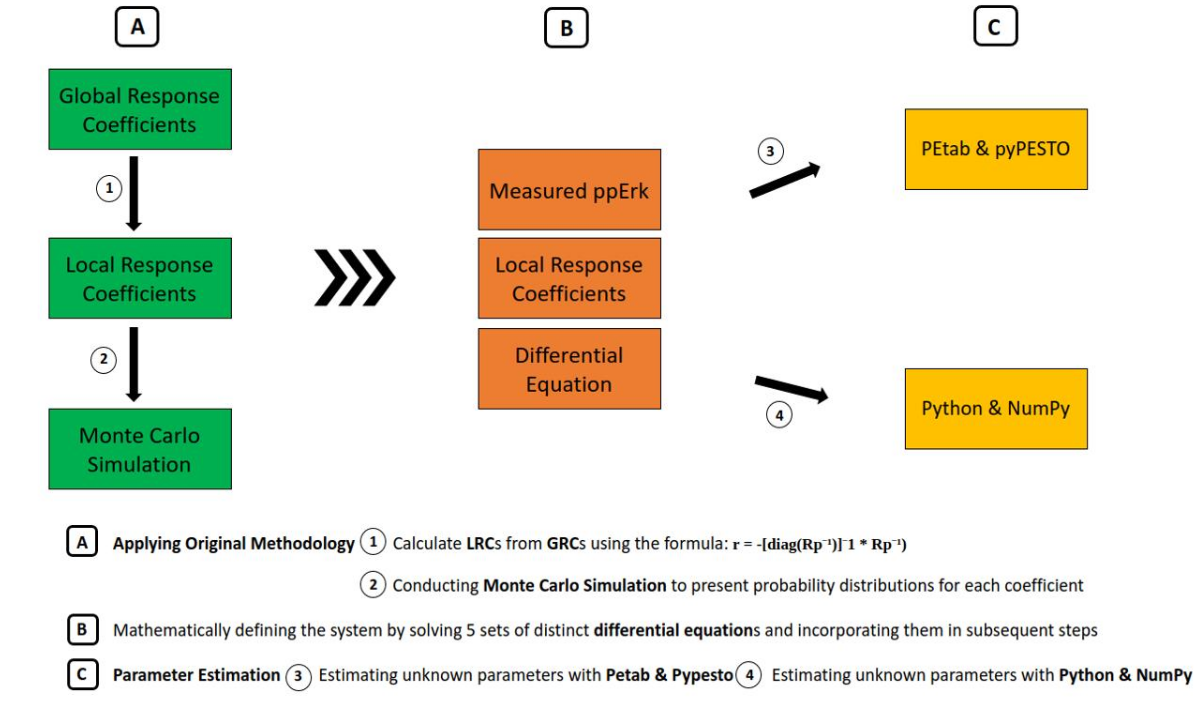 A
B
C
Global Response
Coefficients
1
Local Response
Coefficients
2
Monte Carlo
Simulation
Measured ppErk
Local Response
Coefficients
Differential
Equation
3
4
PEtab & pyPESTO
Python & NumPy
A Applying Original Methodology 1 Calculate LRCs from GRCs using the formula: r = -[diag(Rp⁻¹)]⁻1 * Rp⁻¹)
2 Conducting Monte Carlo Simulation to present probability distributions for each coefficient
B Mathematically defining the system by solving 5 sets of distinct differential equations and incorporating them in subsequent steps
C Parameter Estimation 3 Estimating unknown parameters with Petab & Pypesto 4 Estimating unknown parameters with Python & NumPy